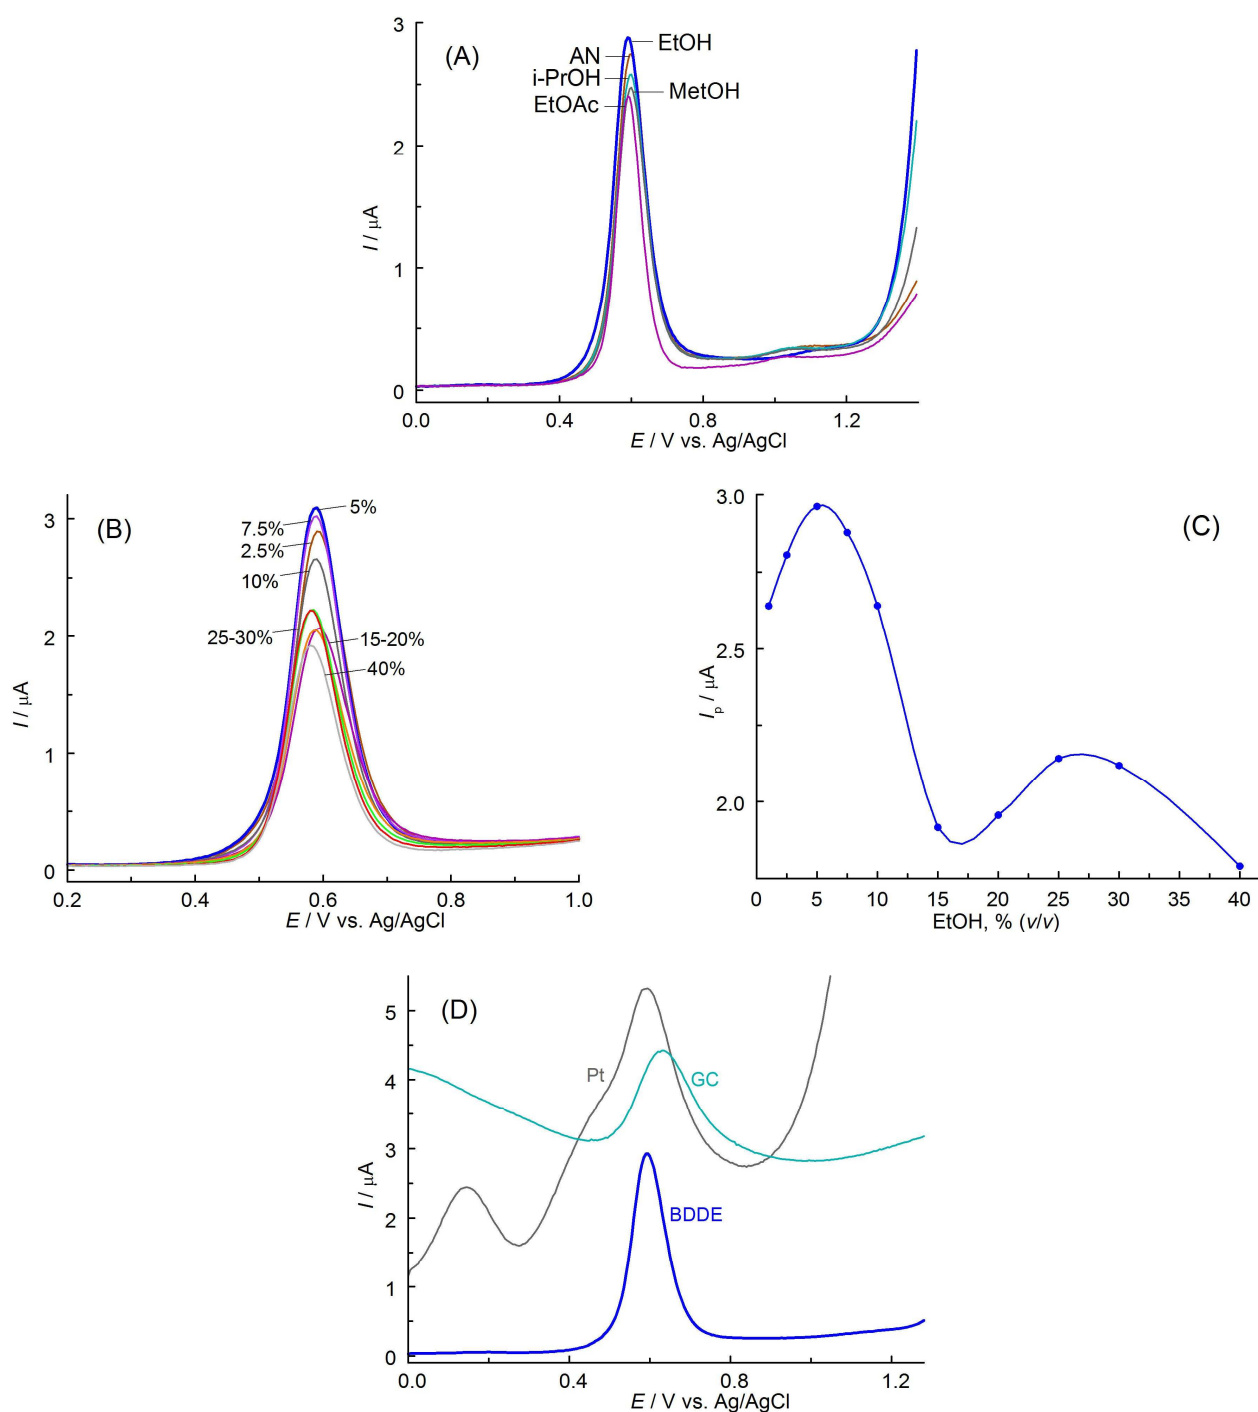 (A)
3
2
1
0
I / μA
EtOH
AN
i-PrOH
MetOH
EtOAc
0.0 0.4 0.8 1.2
E / V vs. Ag/AgCl
(B)
3
2
1
0
I / μA
5%
7.5%
2.5%
10%
25-30%
15-20%
40%
0.2 0.4 0.6 0.8 1.0
E / V vs. Ag/AgCl
(C)
3.0
2.5
2.0
Ip / μA
0 5 10 15 20 25 30 35 40
EtOH, % (v/v)
(D)
5
4
3
2
1
0
I / μA
Pt
GC
BDDE
0.0 0.4 0.8 1.2
E / V vs. Ag/AgCl